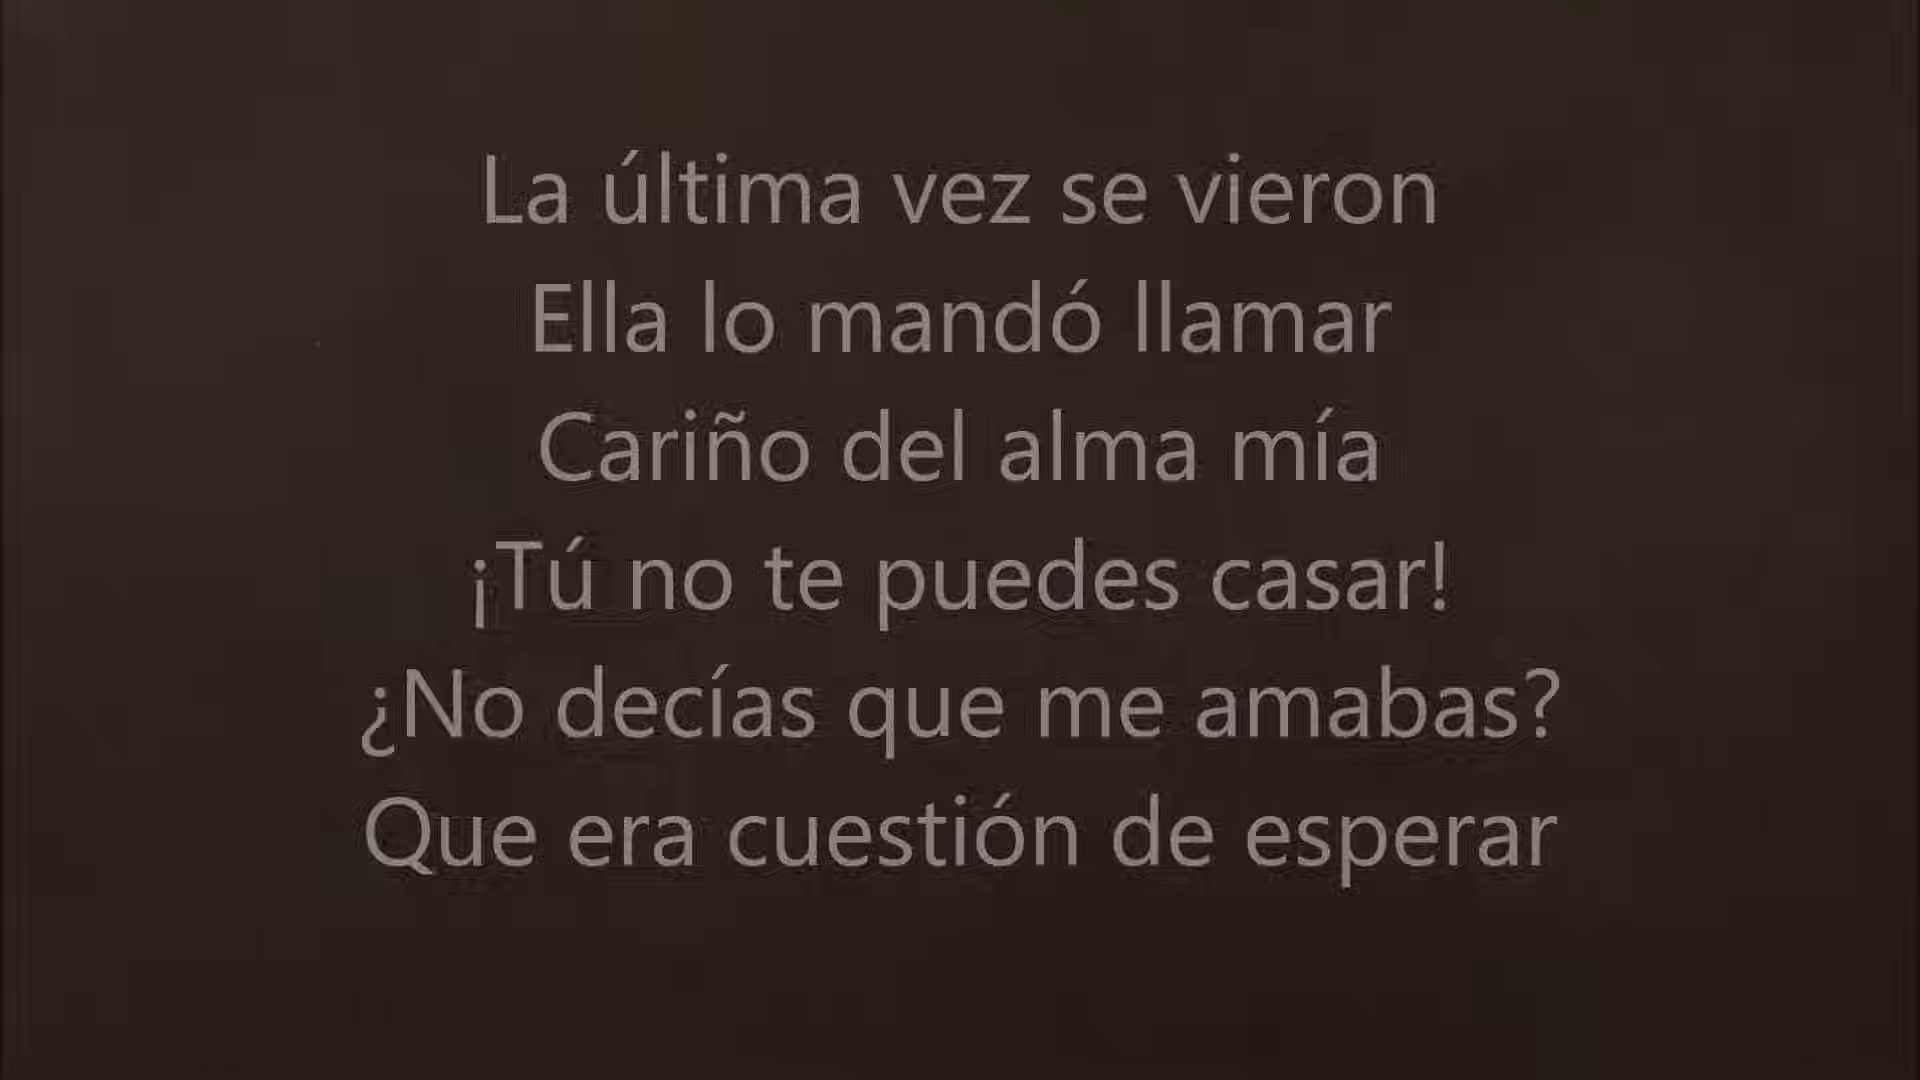 La última vez se vieron
Ella lo mandó llamar
Cariño del alma mía
¡Tú no te puedes casar!
¿No decías que me amabas?
Que era cuestión de esperar